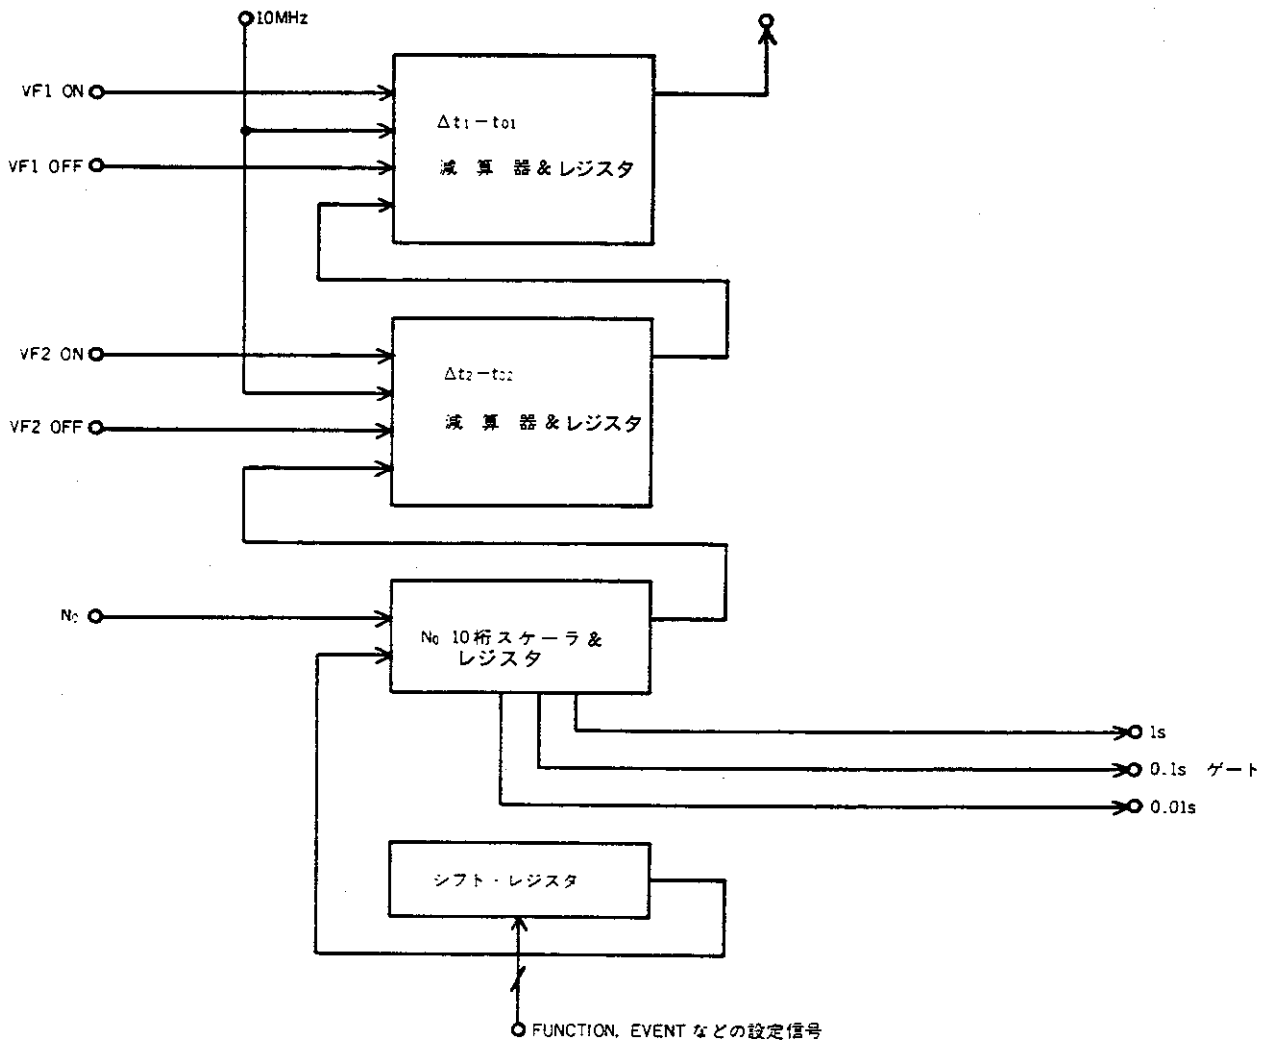 10MHz
VF1 ON
Δt₁－t₀₁
VF1 OFF
減 算 器&レジスタ
VF2 ON
Δt₂－t₀₂
VF2 OFF
減 算 器&レジスタ
N₀
N₀ 10桁スケーラ&
レジスタ
1s
0.1s ゲート
0.01s
シフト・レジスタ
FUNCTION, EVENT などの設定信号